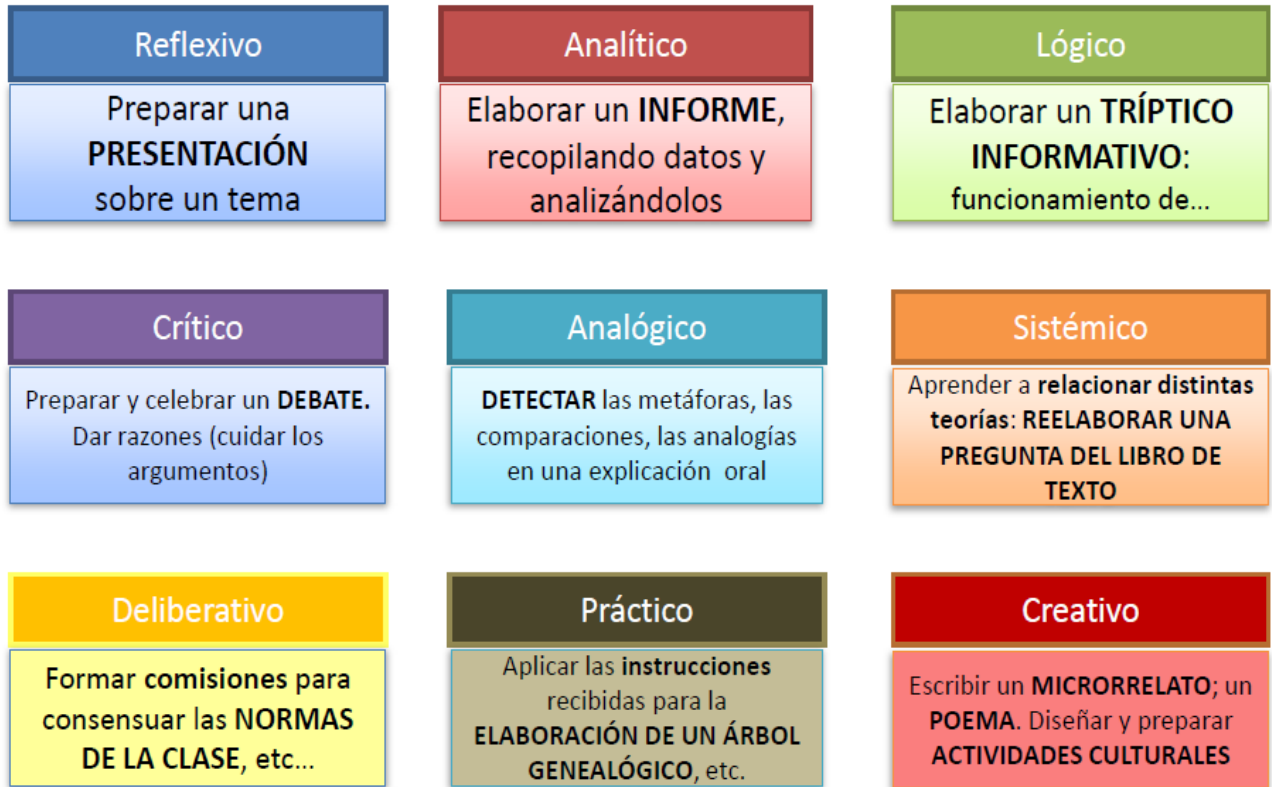 Reflexivo
Preparar una
PRESENTACIÓN
sobre un tema
Analítico
Elaborar un INFORME,
recopilando datos y
analizándolos
Lógico
Elaborar un TRÍPTICO
INFORMATIVO:
funcionamiento de...
Crítico
Preparar y celebrar un DEBATE.
Dar razones (cuidar los
argumentos)
Analógico
DETECTAR las metáforas, las
comparaciones, las analogías
en una explicación oral
Sistémico
Aprender a relacionar distintas
teorías: REELABORAR UNA
PREGUNTA DEL LIBRO DE
TEXTO
Deliberativo
Formar comisiones para
consensuar las NORMAS
DE LA CLASE, etc...
Práctico
Aplicar las instrucciones
recibidas para la
ELABORACIÓN DE UN ÁRBOL
GENEALÓGICO, etc.
Creativo
Escribir un MICRORRELATO; un
POEMA. Diseñar y preparar
ACTIVIDADES CULTURALES